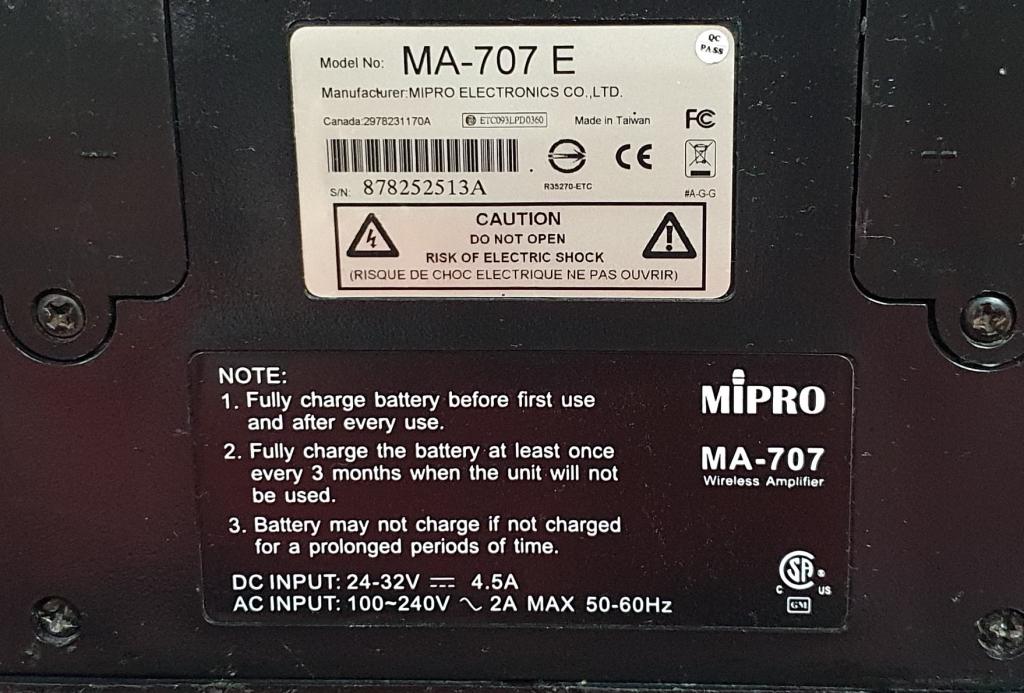 QC
PASS
Model No: MA-707 E
Manufacturer:MIPRO ELECTRONICS CO.,LTD.
Canada:2978231170A ETC093LPD0360 Made in Taiwan FC
CE
S/N: 878252513A R35270-ETC #A-G-G
CAUTION
DO NOT OPEN
RISK OF ELECTRIC SHOCK
(RISQUE DE CHOC ELECTRIQUE NE PAS OUVRIR)
NOTE:
1. Fully charge battery before first use
and after every use.
2. Fully charge the battery at least once
every 3 months when the unit will not
be used.
3. Battery may not charge if not charged
for a prolonged periods of time.
DC INPUT: 24-32V ⎓ 4.5A
AC INPUT: 100~240V ∿ 2A MAX 50-60Hz
MIPRO
MA-707
Wireless Amplifier
SA ®
C US
GM